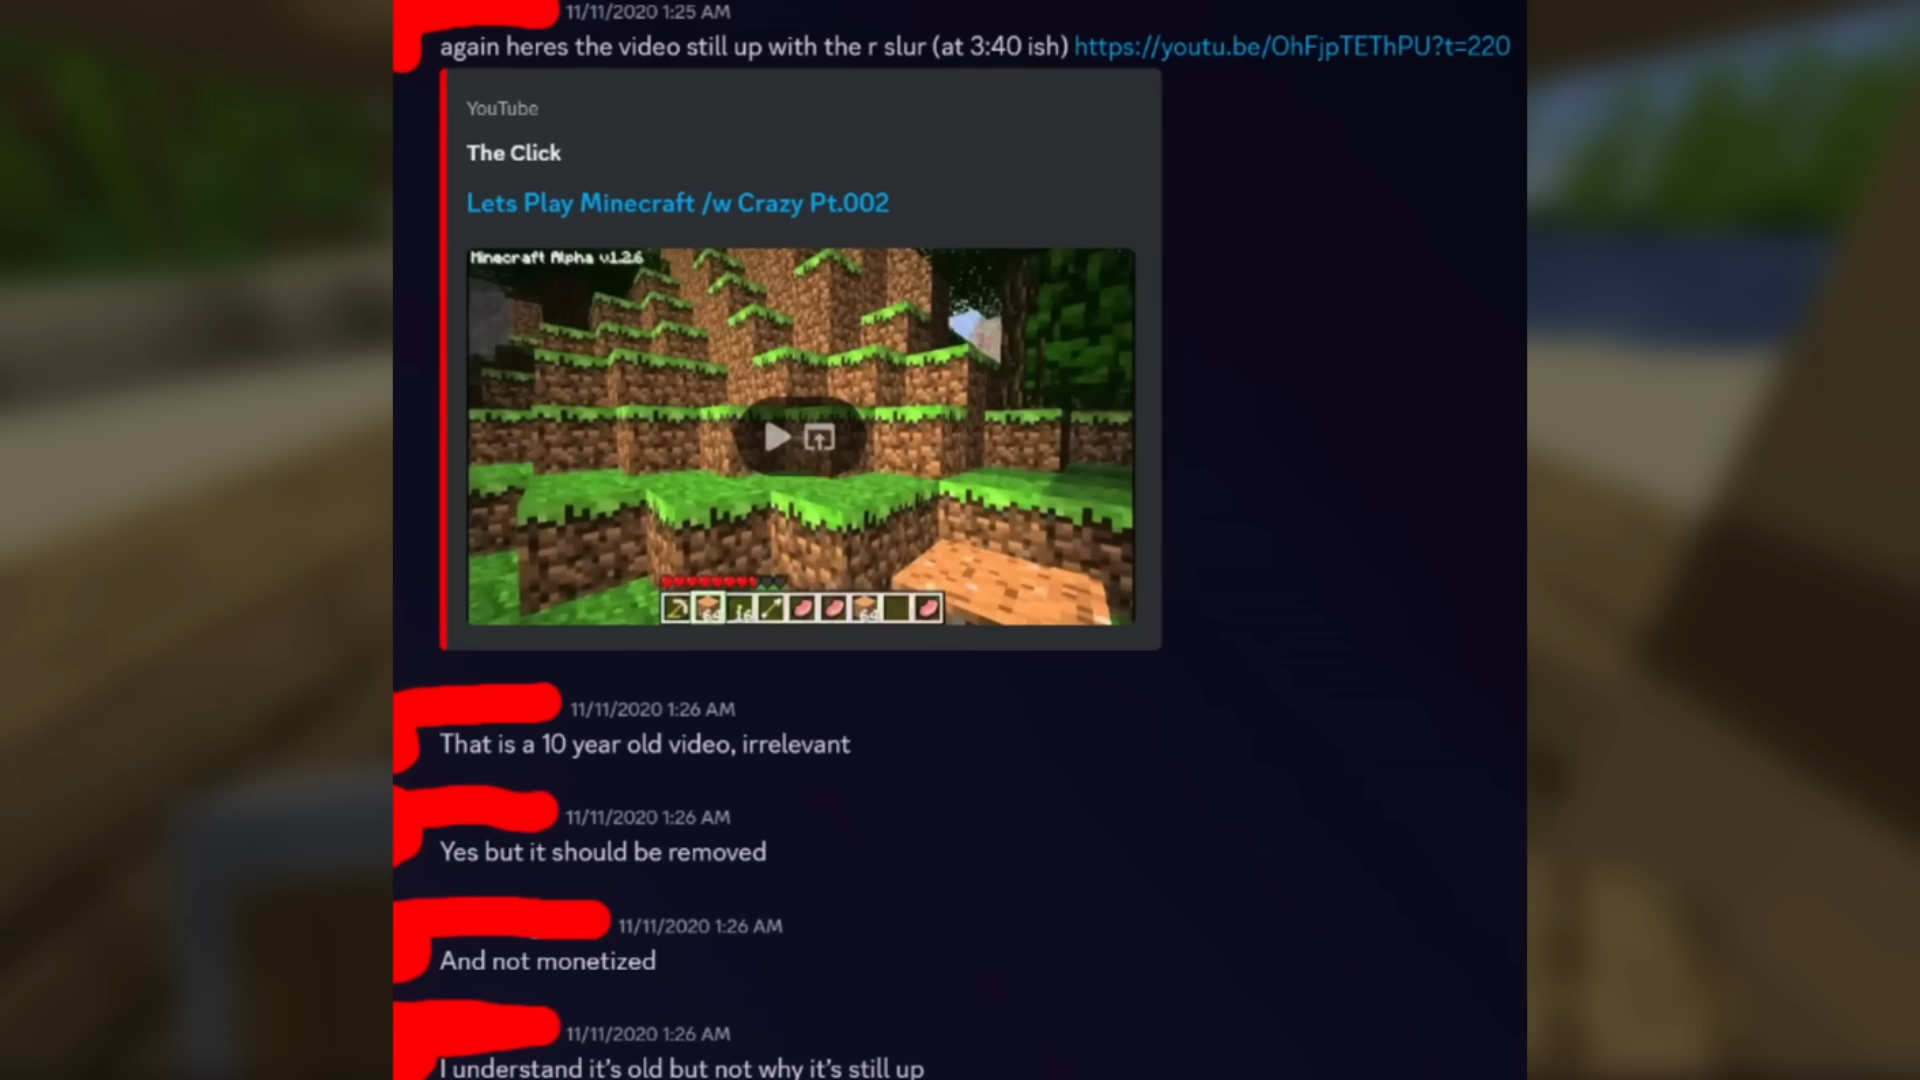 11/11/2020 1:25 AM
again heres the video still up with the r slur (at 3:40 ish) https://youtu.be/OhFjpTEThPU?t=220
YouTube
The Click
Lets Play Minecraft /w Crazy Pt.002
Minecraft Alpha v1.2.6
64 16 64
11/11/2020 1:26 AM
That is a 10 year old video, irrelevant
11/11/2020 1:26 AM
Yes but it should be removed
11/11/2020 1:26 AM
And not monetized
11/11/2020 1:26 AM
I understand it's old but not why it's still up